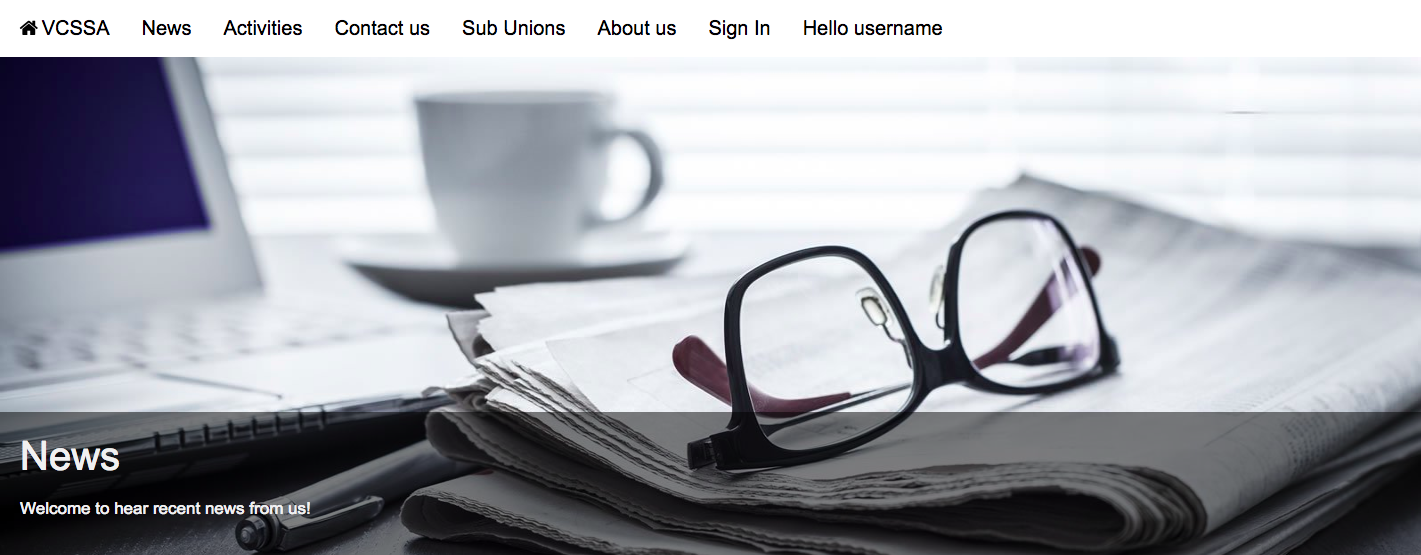 VCSSA News Activities Contact us Sub Unions About us Sign In Hello username
News
Welcome to hear recent news from us!